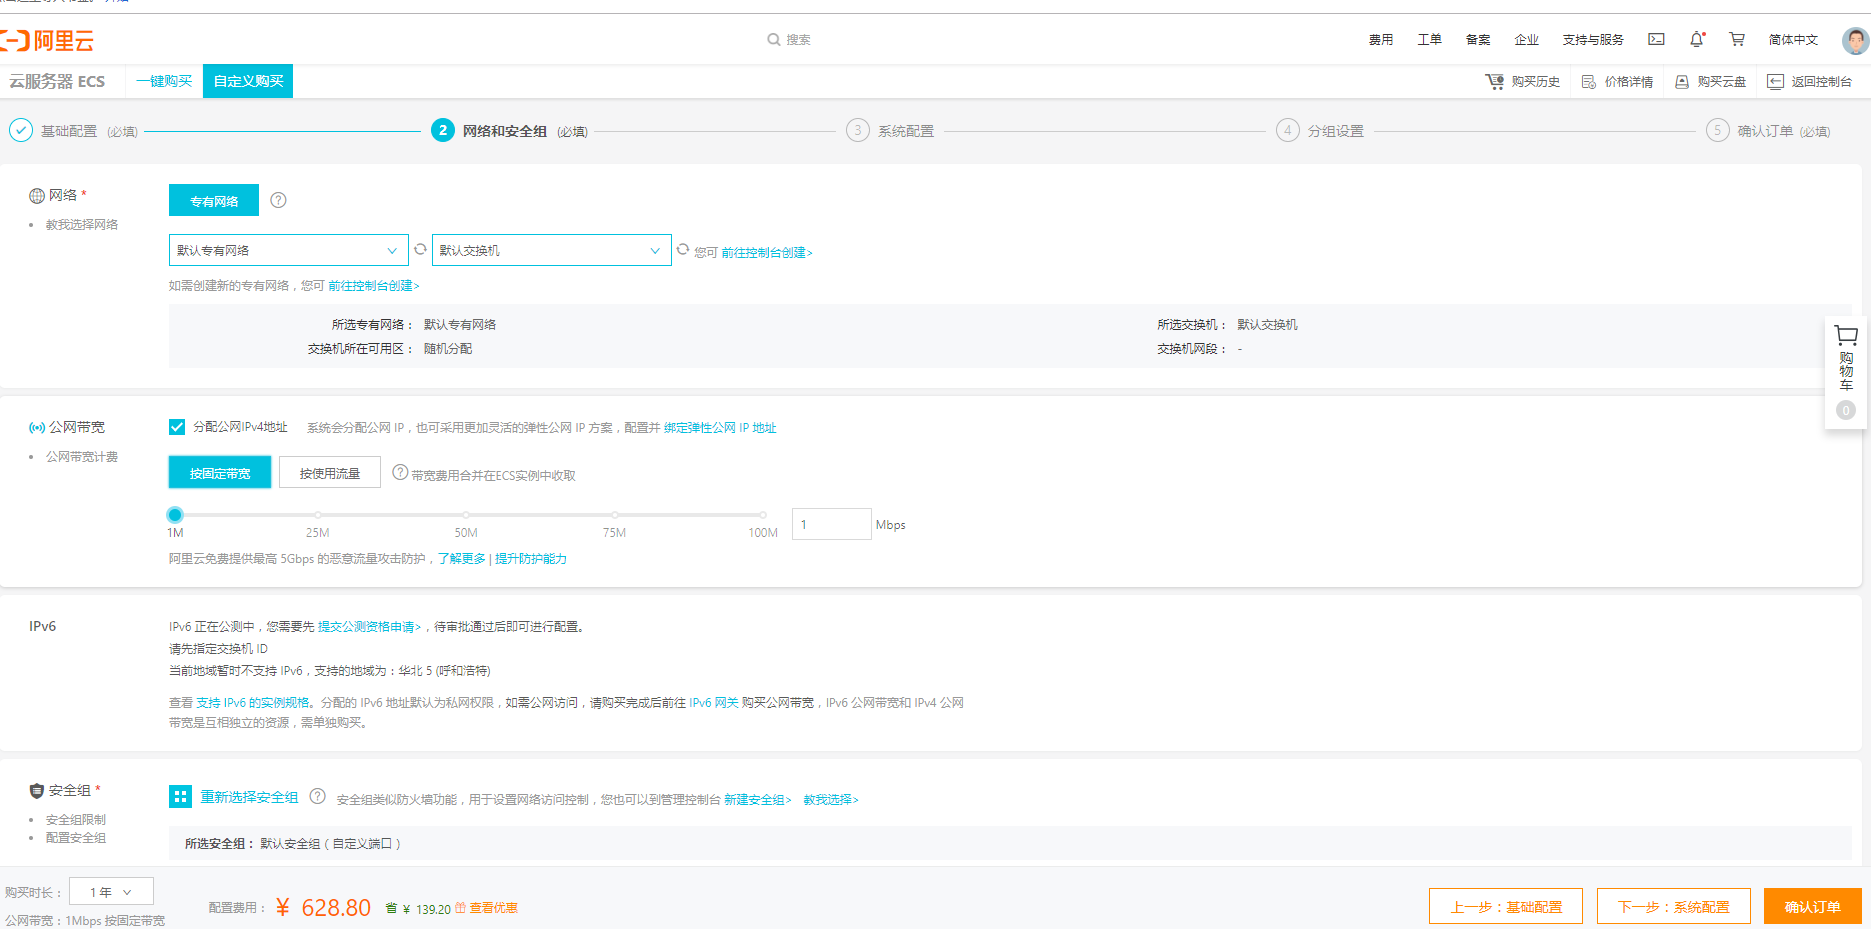 阿里云
搜索
费用 工单 备案 企业 支持与服务 简体中文
云服务器 ECS 一键购买 自定义购买
购买历史 价格详情 购买云盘 返回控制台
基础配置 (必填) 2 网络和安全组 (必填) 3 系统配置 4 分组设置 5 确认订单 (必填)
网络 *
教我选择网络
专有网络 ?
默认专有网络 默认交换机 您可 前往控制台创建>
如需创建新的专有网络，您可 前往控制台创建>
所选专有网络： 默认专有网络 所选交换机： 默认交换机
交换机所在可用区： 随机分配 交换机网段： -
购物车
0
公网带宽
公网带宽计费
分配公网IPv4地址 系统会分配公网 IP，也可采用更加灵活的弹性公网 IP 方案，配置并 绑定弹性公网 IP 地址
按固定带宽 按使用流量 ? 带宽费用合并在ECS实例中收取
1M 25M 50M 75M 100M
1 Mbps
阿里云免费提供最高 5Gbps 的恶意流量攻击防护，了解更多 | 提升防护能力
IPv6
IPv6 正在公测中，您需要先 提交公测资格申请>，待审批通过后即可进行配置。
请先指定交换机 ID
当前地域暂时不支持 IPv6，支持的地域为：华北 5 (呼和浩特)
查看 支持 IPv6 的实例规格。分配的 IPv6 地址默认为私网权限，如需公网访问，请购买完成后前往 IPv6 网关 购买公网带宽，IPv6 公网带宽和 IPv4 公网
带宽是互相独立的资源，需单独购买。
安全组 *
安全组限制
配置安全组
重新选择安全组 ? 安全组类似防火墙功能，用于设置网络访问控制，您也可以到管理控制台 新建安全组> 教我选择>
所选安全组： 默认安全组 ( 自定义端口 )
购买时长： 1 年
公网带宽：1Mbps 按固定带宽
配置费用： ¥ 628.80 省 ¥ 139.20 查看优惠
上一步：基础配置 下一步：系统配置 确认订单